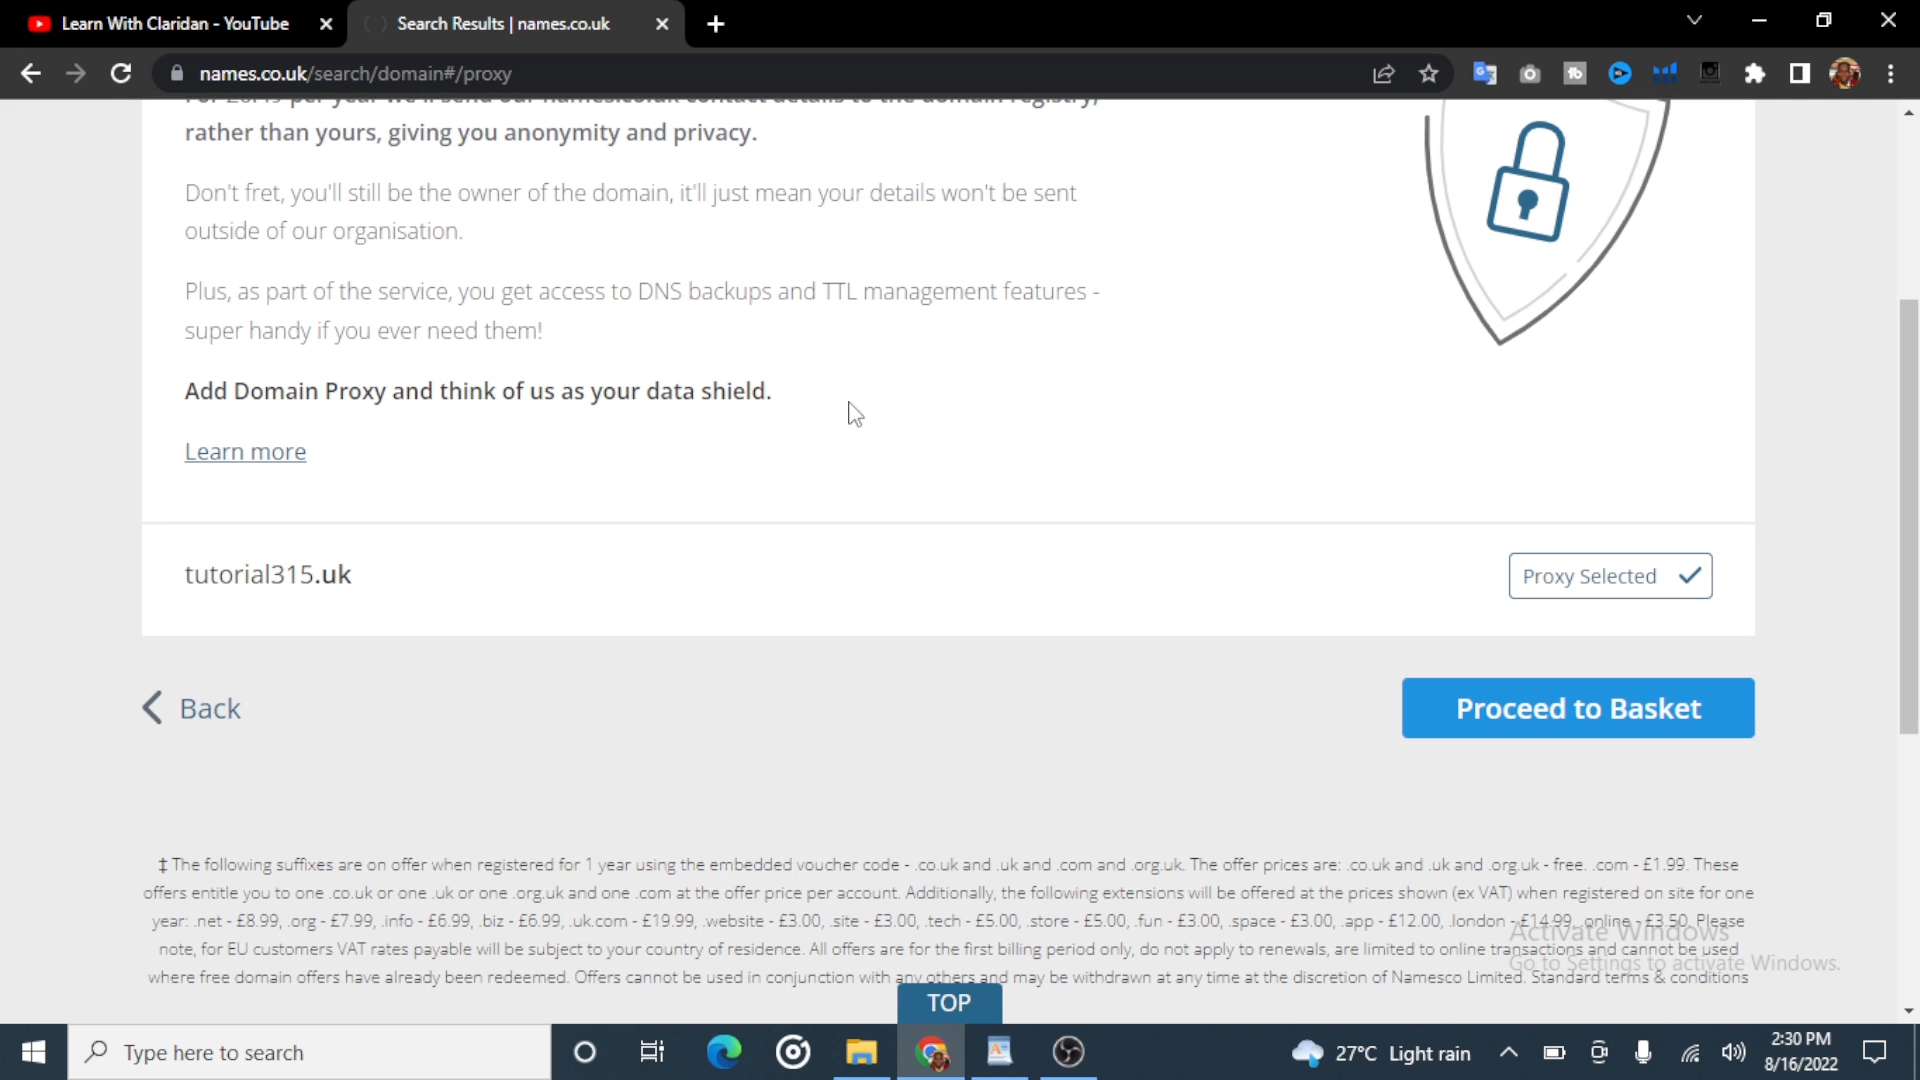 Learn With Claridan - YouTube
Search Results | names.co.uk
names.co.uk/search/domain#/proxy
per year we'll send our names.co.uk contact details to the domain registry,
rather than yours, giving you anonymity and privacy.
Don't fret, you'll still be the owner of the domain, it'll just mean your details won't be sent
outside of our organisation.
Plus, as part of the service, you get access to DNS backups and TTL management features -
super handy if you ever need them!
Add Domain Proxy and think of us as your data shield.
Learn more
tutorial315.uk
Proxy Selected
Back
Proceed to Basket
‡ The following suffixes are on offer when registered for 1 year using the embedded voucher code - .co.uk and .uk and .com and .org.uk. The offer prices are: .co.uk and .uk and .org.uk - free. .com - £1.99. These
offers entitle you to one .co.uk or one .uk or one .org.uk and one .com at the offer price per account. Additionally, the following extensions will be offered at the prices shown (ex VAT) when registered on site for one
year: .net - £8.99, .org - £7.99, .info - £6.99, .biz - £6.99, .uk.com - £19.99, .website - £3.00, .site - £3.00, .tech - £5.00, .store - £5.00, .fun - £3.00, .space - £3.00, .app - £12.00, .london - £14.99, .online - £3.50. Please
note, for EU customers VAT rates payable will be subject to your country of residence. All offers are for the first billing period only, do not apply to renewals, are limited to online transactions and cannot be used
where free domain offers have already been redeemed. Offers cannot be used in conjunction with any others and may be withdrawn at any time at the discretion of Namesco Limited. Standard terms & conditions
Activate Windows
Go to Settings to activate Windows.
TOP
Type here to search
27°C Light rain
2:30 PM
8/16/2022